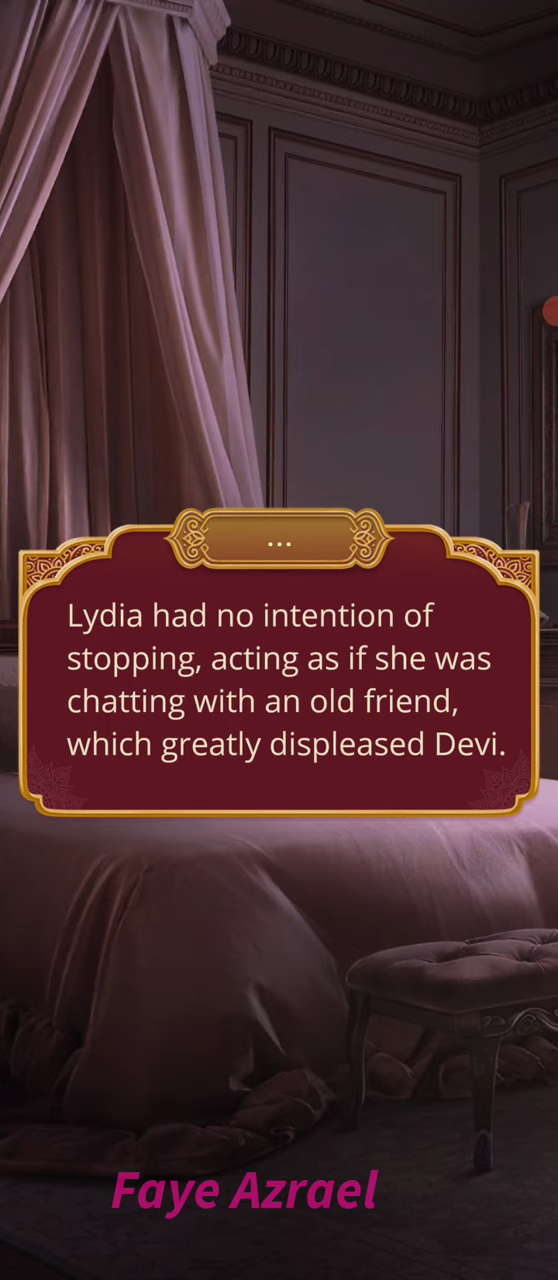 ...
Lydia had no intention of
stopping, acting as if she was
chatting with an old friend,
which greatly displeased Devi.
Faye Azrael